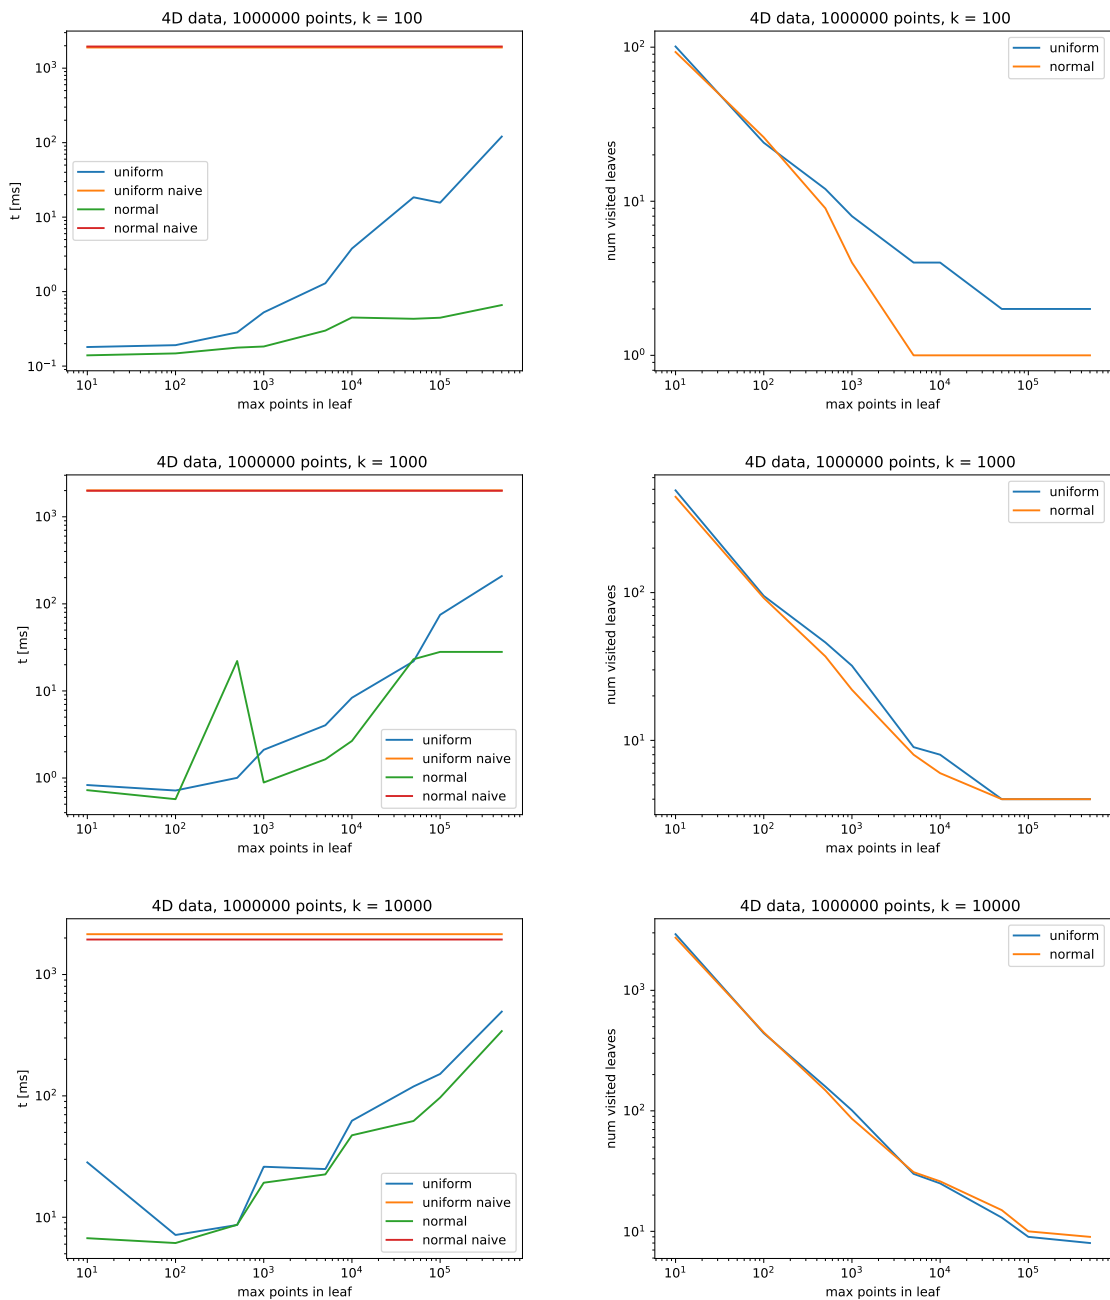 4D data, 1000000 points, k = 100
t [ms]
10³
10²
10¹
10⁰
10⁻¹
uniform
uniform naive
normal
normal naive
10¹ 10² 10³ 10⁴ 10⁵
max points in leaf
4D data, 1000000 points, k = 100
num visited leaves
10²
10¹
10⁰
uniform
normal
10¹ 10² 10³ 10⁴ 10⁵
max points in leaf
4D data, 1000000 points, k = 1000
t [ms]
10³
10²
10¹
10⁰
uniform
uniform naive
normal
normal naive
10¹ 10² 10³ 10⁴ 10⁵
max points in leaf
4D data, 1000000 points, k = 1000
num visited leaves
10²
10¹
uniform
normal
10¹ 10² 10³ 10⁴ 10⁵
max points in leaf
4D data, 1000000 points, k = 10000
t [ms]
10³
10²
10¹
uniform
uniform naive
normal
normal naive
10¹ 10² 10³ 10⁴ 10⁵
max points in leaf
4D data, 1000000 points, k = 10000
num visited leaves
10³
10²
10¹
uniform
normal
10¹ 10² 10³ 10⁴ 10⁵
max points in leaf